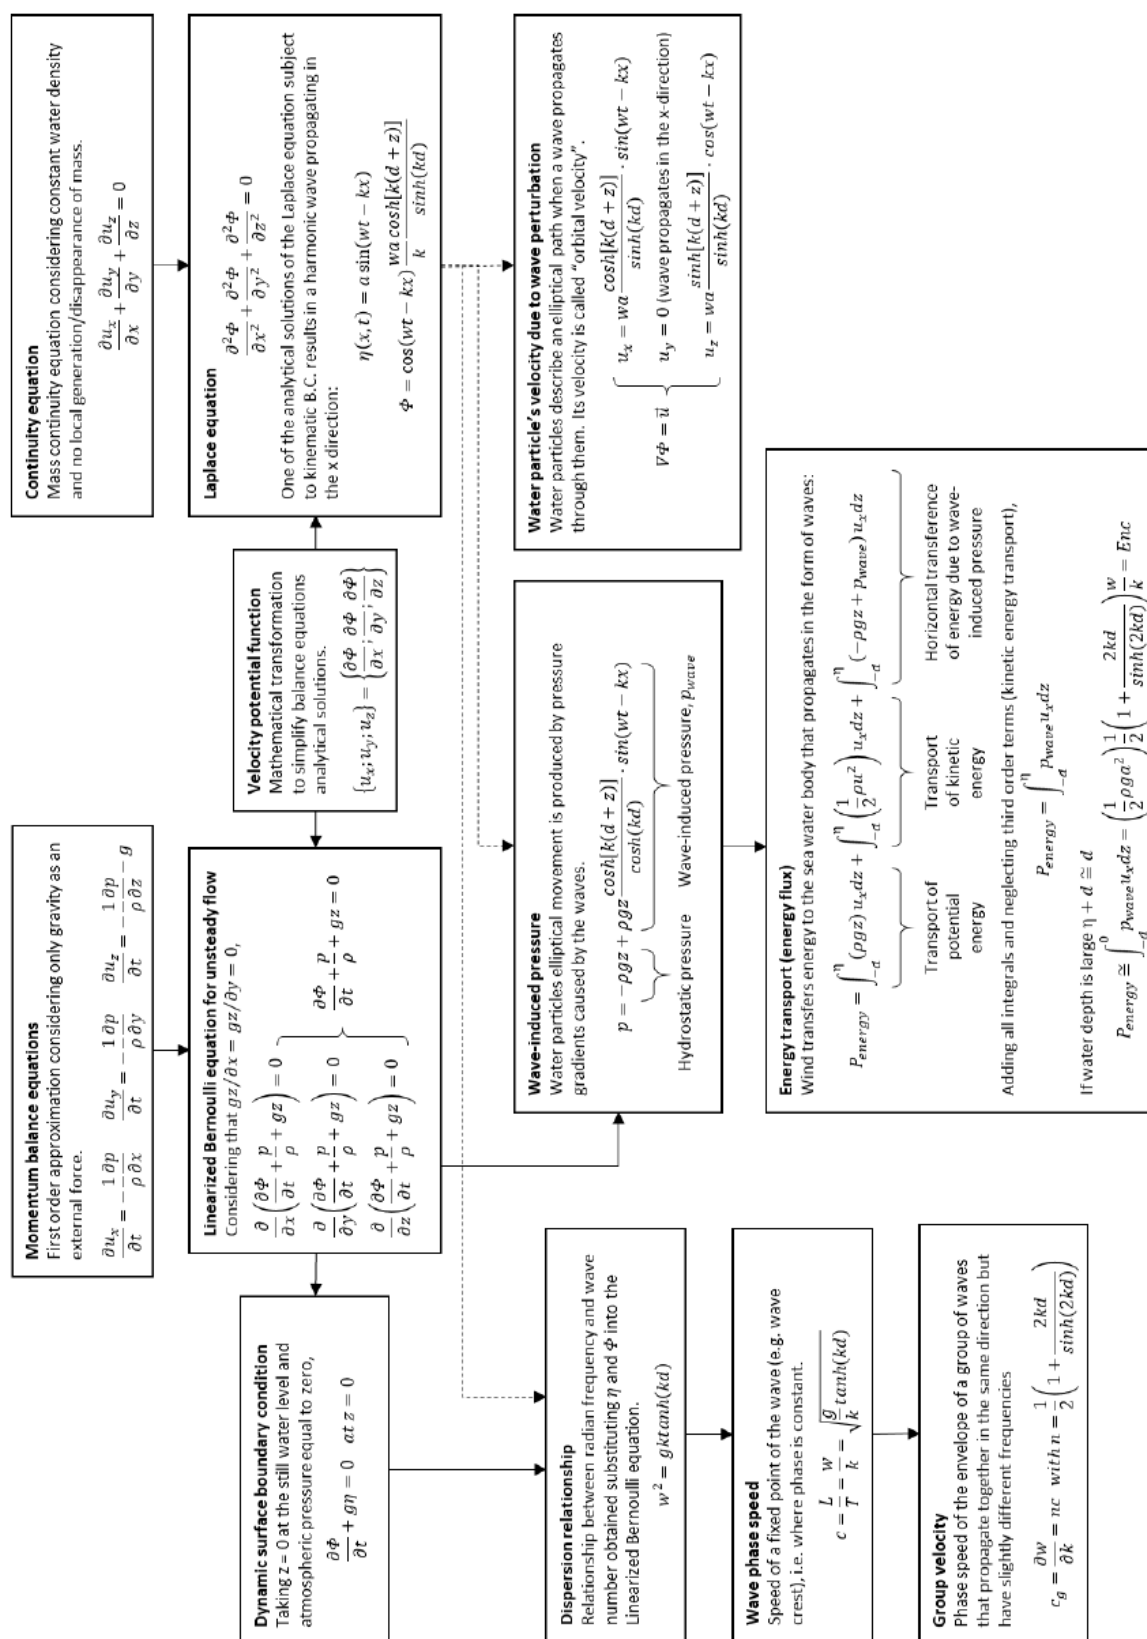 Momentum balance equations
First order approximation considering only gravity as an
external force.
∂u_x/∂t = −(1/ρ)(∂p/∂x)  ∂u_y/∂t = −(1/ρ)(∂p/∂y)  ∂u_z/∂t = −(1/ρ)(∂p/∂z) − g
Continuity equation
Mass continuity equation considering constant water density
and no local generation/disappearance of mass.
∂u_x/∂x + ∂u_y/∂y + ∂u_z/∂z = 0
Dynamic surface boundary condition
Taking z = 0 at the still water level and
atmospheric pressure equal to zero,
∂Φ/∂t + gη = 0 at z = 0
Linearized Bernoulli equation for unsteady flow
Considering that gz/∂x = gz/∂y = 0,
∂/∂x (∂Φ/∂t + p/ρ + gz) = 0
∂/∂y (∂Φ/∂t + p/ρ + gz) = 0
∂/∂z (∂Φ/∂t + p/ρ + gz) = 0
∂Φ/∂t + p/ρ + gz = 0
Velocity potential function
Mathematical transformation
to simplify balance equations
analytical solutions.
{u_x; u_y; u_z} = {∂Φ/∂x; ∂Φ/∂y; ∂Φ/∂z}
Laplace equation
∂²Φ/∂x² + ∂²Φ/∂y² + ∂²Φ/∂z² = 0
One of the analytical solutions of the Laplace equation subject
to kinematic B.C. results in a harmonic wave propagating in
the x direction:
η(x, t) = a sin(wt − kx)
Φ = cos(wt − kx) (wa/k) (cosh[k(d + z)]/sinh(kd))
Dispersion relationship
Relationship between radian frequency and wave
number obtained substituting η and Φ into the
Linearized Bernoulli equation.
w² = gktanh(kd)
Wave-induced pressure
Water particles elliptical movement is produced by pressure
gradients caused by the waves.
p = −ρgz + ρgz (cosh[k(d + z)]/cosh(kd)) · sin(wt − kx)
Hydrostatic pressure  Wave-induced pressure, p_wave
Water particle's velocity due to wave perturbation
Water particles describe an elliptical path when a wave propagates
through them. Its velocity is called "orbital velocity".
∇Φ = u⃗
u_x = wa (cosh[k(d + z)]/sinh(kd)) · sin(wt − kx)
u_y = 0 (wave propagates in the x-direction)
u_z = wa (sinh[k(d + z)]/sinh(kd)) · cos(wt − kx)
Wave phase speed
Speed of a fixed point of the wave (e.g. wave
crest), i.e. where phase is constant.
c = L/T = w/k = √((g/k) tanh(kd))
Group velocity
Phase speed of the envelope of a group of waves
that propagate together in the same direction but
have slightly different frequencies
c_g = ∂w/∂k = nc with n = (1/2)(1 + 2kd/sinh(2kd))
Energy transport (energy flux)
Wind transfers energy to the sea water body that propagates in the form of waves:
P_energy = ∫_{-d}^{η} (ρgz) u_x dz + ∫_{-d}^{η} ((1/2)ρu²) u_x dz + ∫_{-d}^{η} (−ρgz + p_wave) u_x dz
Transport of
potential
energy
Transport
of kinetic
energy
Horizontal transference
of energy due to wave-
induced pressure
Adding all integrals and neglecting third order terms (kinetic energy transport),
P_energy = ∫_{-d}^{η} p_wave u_x dz
If water depth is large η + d ≅ d
P_energy ≅ ∫_{-d}^{0} p_wave u_x dz = ((1/2) ρga²) (1/2)(1 + 2kd/sinh(2kd)) (w/k) = Enc